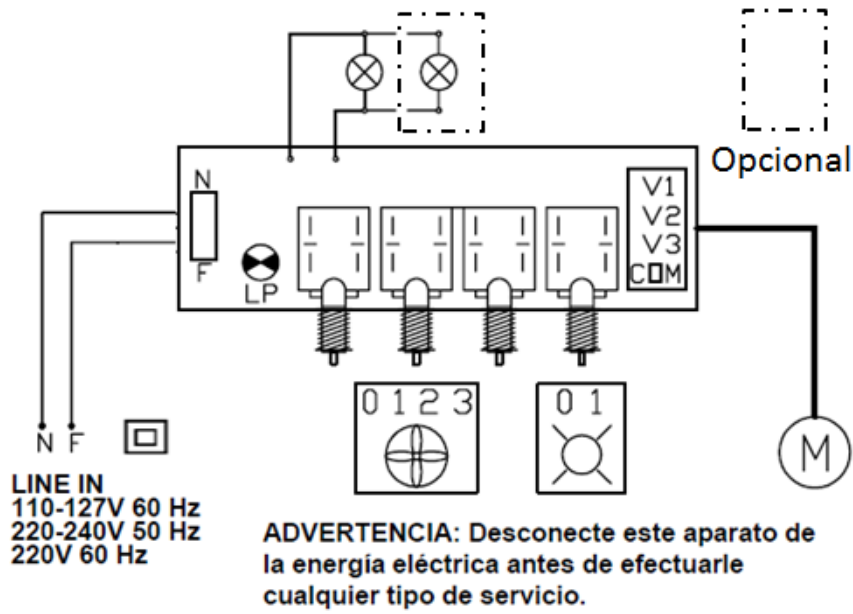 Opcional
N
F
LP
V1
V2
V3
COM
0 1 2 3
0 1
M
N F
LINE IN
110-127V 60 Hz
220-240V 50 Hz
220V 60 Hz
ADVERTENCIA: Desconecte este aparato de
la energía eléctrica antes de efectuarle
cualquier tipo de servicio.